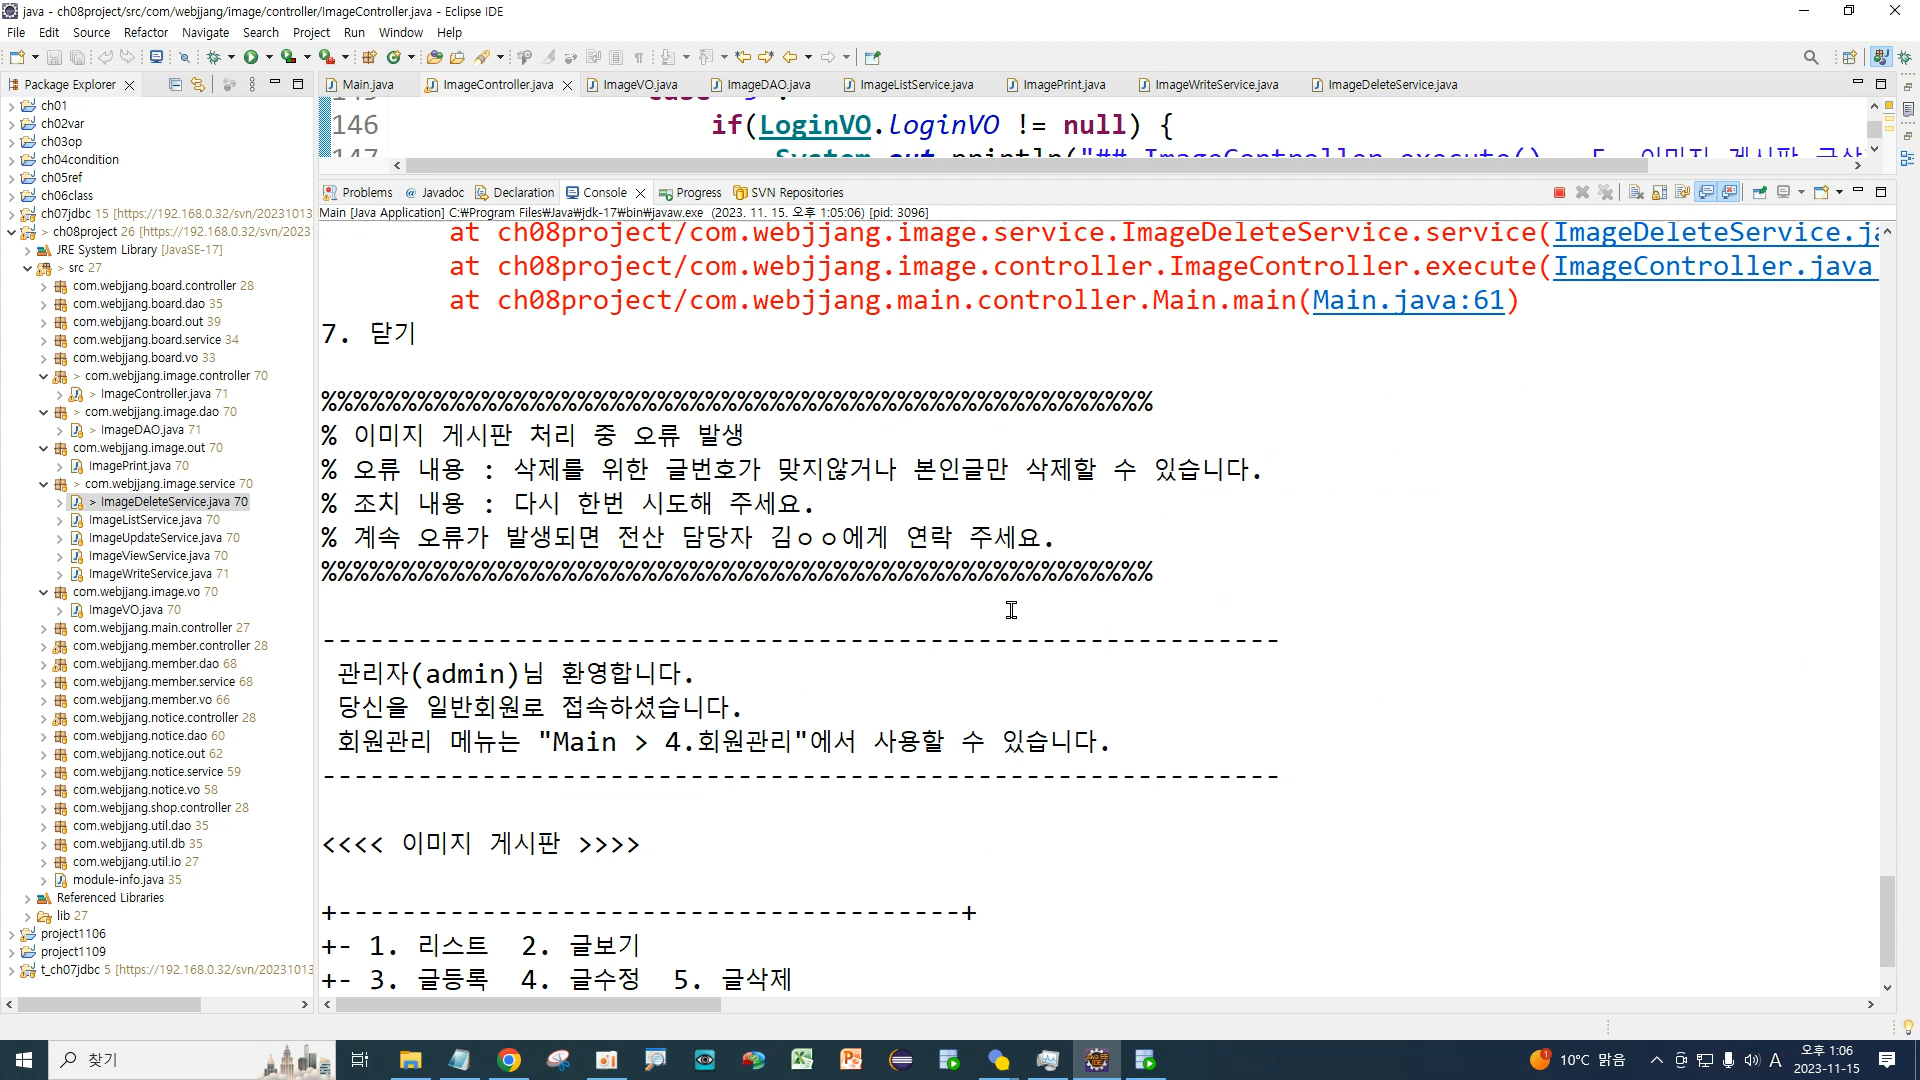 java - ch08project/src/com/webjjang/image/controller/ImageController.java - Eclipse IDE
File Edit Source Refactor Navigate Search Project Run Window Help
Package Explorer
Main.java ImageController.java ImageVO.java ImageDAO.java ImageListService.java ImagePrint.java ImageWriteService.java ImageDeleteService.java
146 if(LoginVO.loginVO != null) {
Problems Javadoc Declaration Console Progress SVN Repositories
Main [Java Application] C:₩Program Files₩Java₩jdk-17₩bin₩javaw.exe (2023. 11. 15. 오후 1:05:06) [pid: 3096]
at ch08project/com.webjjang.image.service.ImageDeleteService.service(ImageDeleteService.ja
at ch08project/com.webjjang.image.controller.ImageController.execute(ImageController.java
at ch08project/com.webjjang.main.controller.Main.main(Main.java:61)
7. 닫기
%%%%%%%%%%%%%%%%%%%%%%%%%%%%%%%%%%%%%%%%%%%%%%%%%%%%
% 이미지 게시판 처리 중 오류 발생
% 오류 내용 : 삭제를 위한 글번호가 맞지않거나 본인글만 삭제할 수 있습니다.
% 조치 내용 : 다시 한번 시도해 주세요.
% 계속 오류가 발생되면 전산 담당자 김ㅇㅇ에게 연락 주세요.
%%%%%%%%%%%%%%%%%%%%%%%%%%%%%%%%%%%%%%%%%%%%%%%%%%%%
------------------------------------------------------------
관리자(admin)님 환영합니다.
당신을 일반회원로 접속하셨습니다.
회원관리 메뉴는 "Main > 4.회원관리"에서 사용할 수 있습니다.
------------------------------------------------------------
<<<< 이미지 게시판 >>>>
+---------------------------------------+
+- 1. 리스트 2. 글보기
+- 3. 글등록 4. 글수정 5. 글삭제
ch01
ch02var
ch03op
ch04condition
ch05ref
ch06class
ch07jdbc 15 [https://192.168.0.32/svn/20231013
> ch08project 26 [https://192.168.0.32/svn/2023
JRE System Library [JavaSE-17]
> src 27
com.webjjang.board.controller 28
com.webjjang.board.dao 35
com.webjjang.board.out 39
com.webjjang.board.service 34
com.webjjang.board.vo 33
> com.webjjang.image.controller 70
> ImageController.java 71
> com.webjjang.image.dao 70
> ImageDAO.java 71
com.webjjang.image.out 70
ImagePrint.java 70
> com.webjjang.image.service 70
> ImageDeleteService.java 70
ImageListService.java 70
ImageUpdateService.java 70
ImageViewService.java 70
ImageWriteService.java 71
com.webjjang.image.vo 70
ImageVO.java 70
com.webjjang.main.controller 27
com.webjjang.member.controller 28
com.webjjang.member.dao 68
com.webjjang.member.service 68
com.webjjang.member.vo 66
com.webjjang.notice.controller 28
com.webjjang.notice.dao 60
com.webjjang.notice.out 62
com.webjjang.notice.service 59
com.webjjang.notice.vo 58
com.webjjang.shop.controller 28
com.webjjang.util.dao 35
com.webjjang.util.db 35
com.webjjang.util.io 27
module-info.java 35
Referenced Libraries
lib 27
project1106
project1109
t_ch07jdbc 5 [https://192.168.0.32/svn/20231013
찾기
1
10°C 맑음
A
오후 1:06
2023-11-15